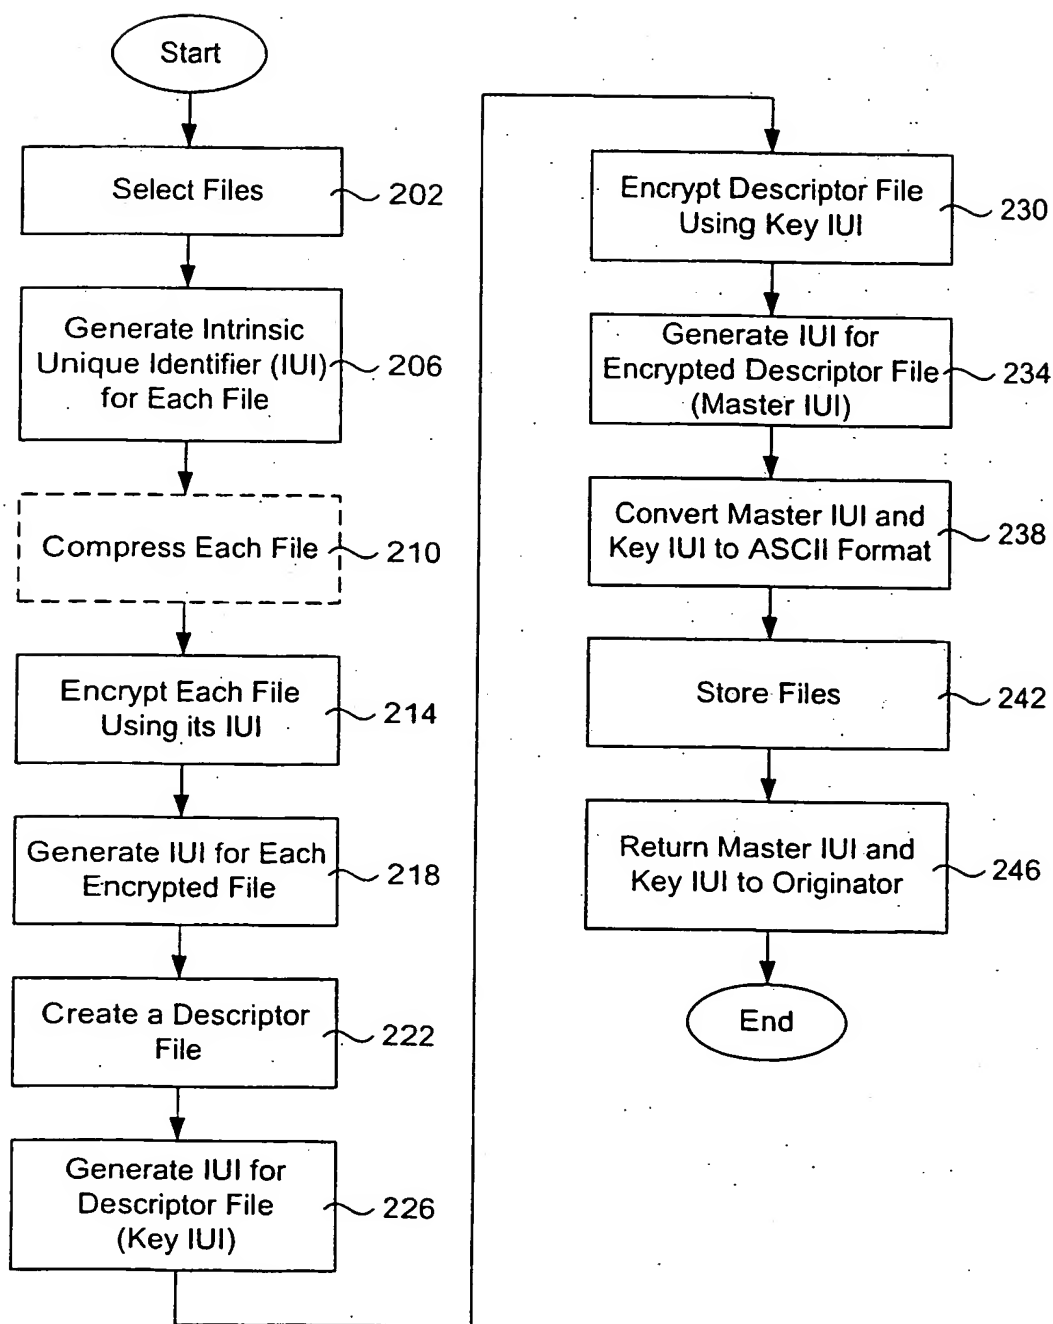 Start
Select Files
202
Generate Intrinsic
Unique Identifier (IUI)
for Each File
206
Compress Each File
210
Encrypt Each File
Using its IUI
214
Generate IUI for Each
Encrypted File
218
Create a Descriptor
File
222
Generate IUI for
Descriptor File
(Key IUI)
226
Encrypt Descriptor File
Using Key IUI
230
Generate IUI for
Encrypted Descriptor File
(Master IUI)
234
Convert Master IUI and
Key IUI to ASCII Format
238
Store Files
242
Return Master IUI and
Key IUI to Originator
246
End